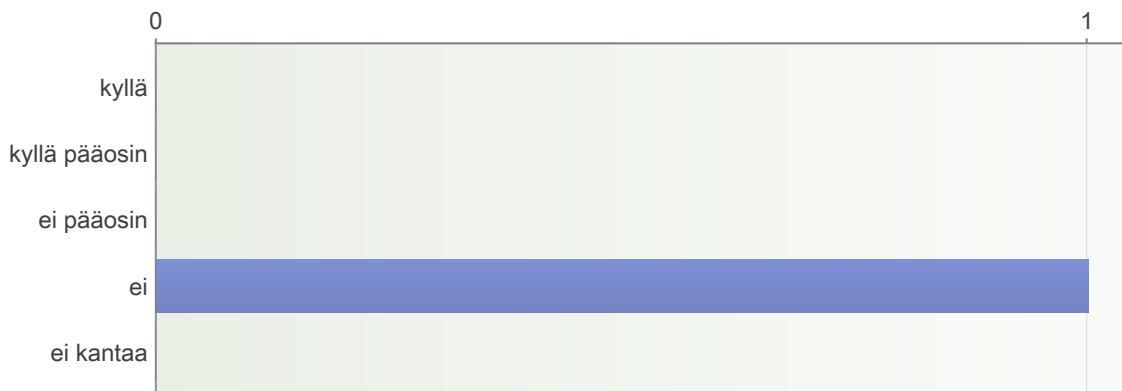 0 1
kyllä
kyllä pääosin
ei pääosin
ei
ei kantaa